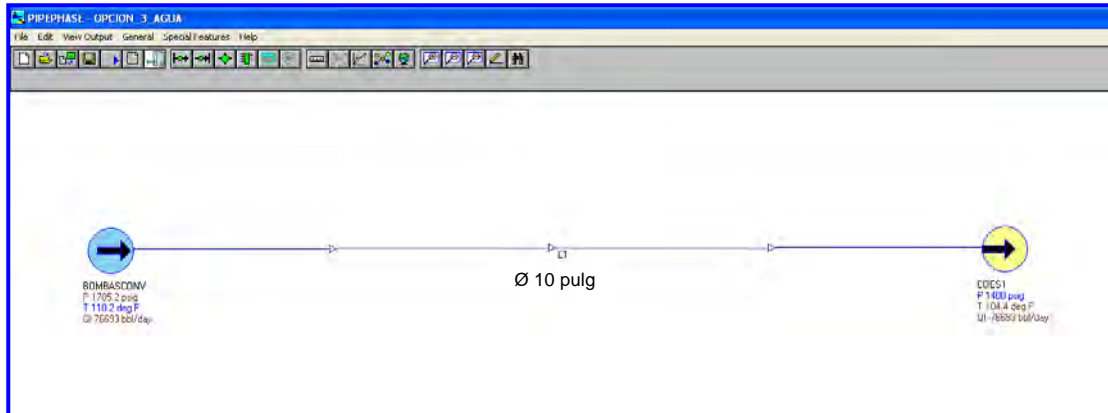 PIPEPHASE - OPCION_3_AGUA
File Edit View Output General Special Features Help
L1
Ø 10 pulg
BOMBASCONV
P 1705.2 psig
T 110.2 deg F
Ql 76693 bbl/day
P 1400 psig
T 104.4 deg F